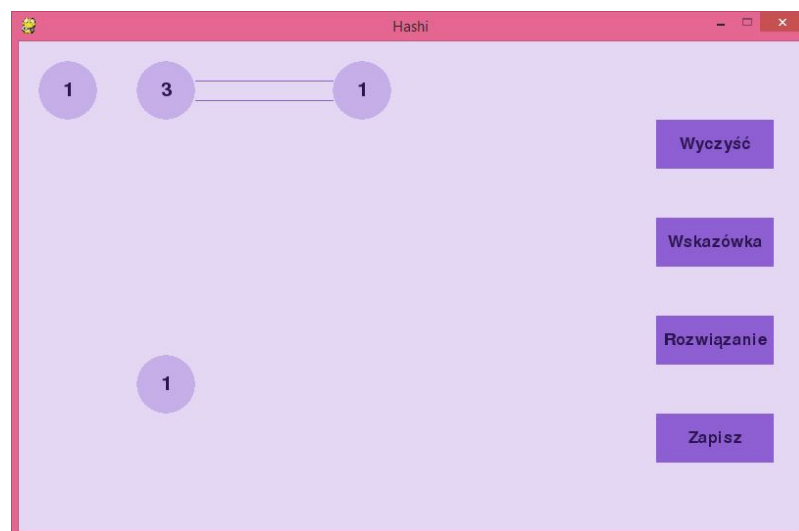 Hashi
1 3 1
Wyczyść
Wskazówka
Rozwiązanie
1
Zapisz